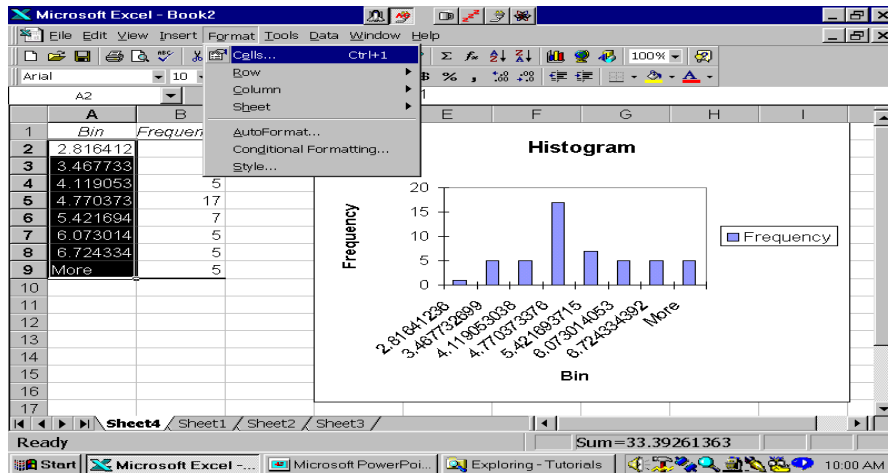 Microsoft Excel - Book2
File Edit View Insert Format Tools Data Window Help
100%
Arial 10
Cells... Ctrl+1
Row
Column
Sheet
AutoFormat...
Conditional Formatting...
Style...
A2
A B E F G H I
1 Bin Frequen
2 2.816412
3 3.467733
4 4.119053 5
5 4.770373 17
6 5.421694 7
7 6.073014 5
8 6.724334 5
9 More 5
10
11
12
13
14
15
16
17
Histogram
Frequency
20
15
10
5
0
2.81641236
3.467732699
4.119053038
4.770373376
5.421693715
6.073014053
6.724334392
More
Bin
Frequency
Sheet4 Sheet1 Sheet2 Sheet3
Ready Sum=33.39261363
Start Microsoft Excel -... Microsoft PowerPoi... Exploring - Tutorials 10:00 AM